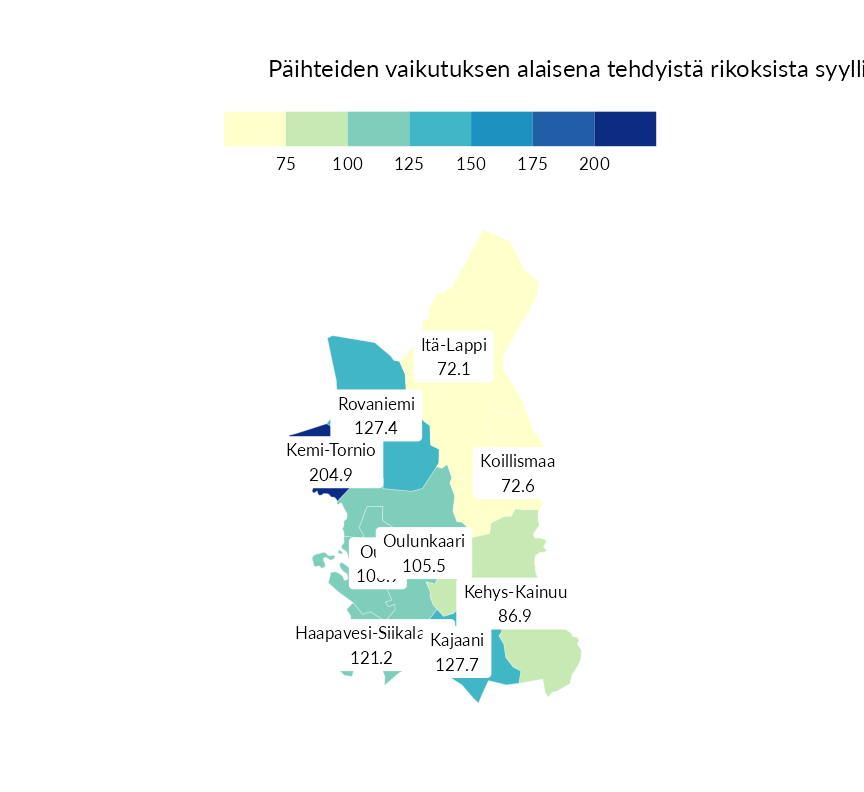 Päihteiden vaikutuksen alaisena tehdyistä rikoksista
75 100 125 150 175 200
Itä-Lappi
72.1
Rovaniemi
127.4
Kemi-Tornio
204.9
Koillismaa
72.6
Oulunkaari
105.5
Kehys-Kainuu
86.9
Haapavesi-Siikala
121.2
Kajaani
127.7